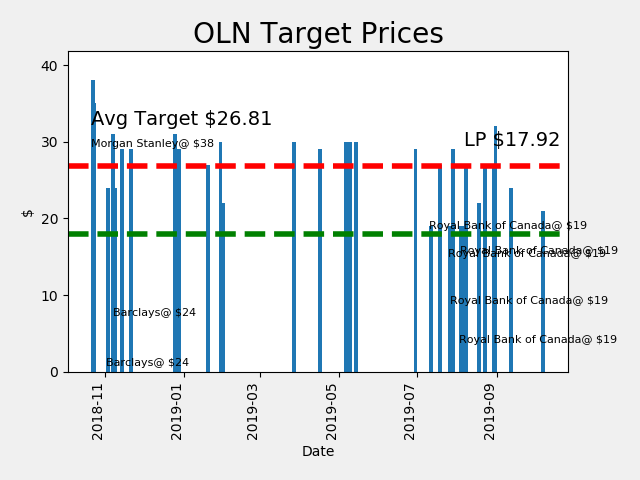 OLN Target Prices
40
30
20
10
0
$
Avg Target $26.81
LP $17.92
Morgan Stanley@ $38
Royal Bank of Canada@ $19
Royal Bank of Canada@ $19
Royal Bank of Canada@ $19
Royal Bank of Canada@ $19
Barclays@ $24
Royal Bank of Canada@ $19
Barclays@ $24
2018-11
2019-01
2019-03
2019-05
2019-07
2019-09
Date